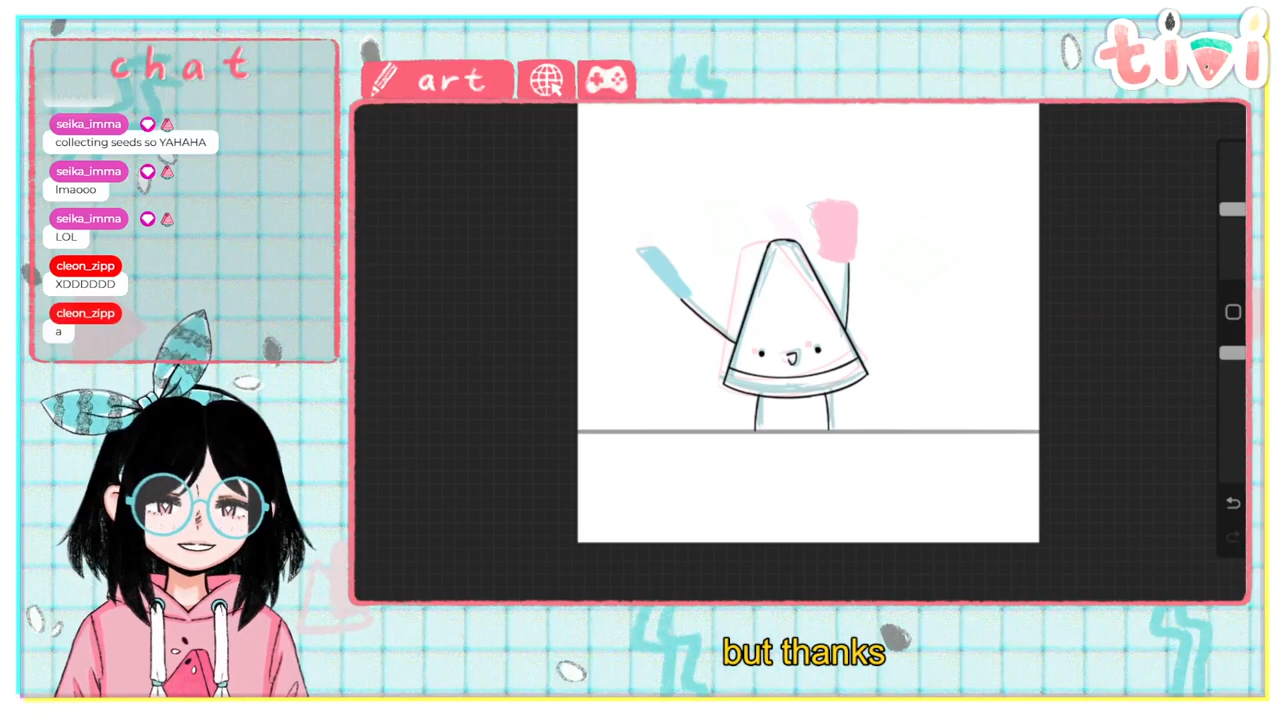 chat
art
tivi
seika_imma
collecting seeds so YAHAHA
seika_imma
lmaooo
seika_imma
LOL
cleon_zipp
XDDDDDD
cleon_zipp
a
but thanks